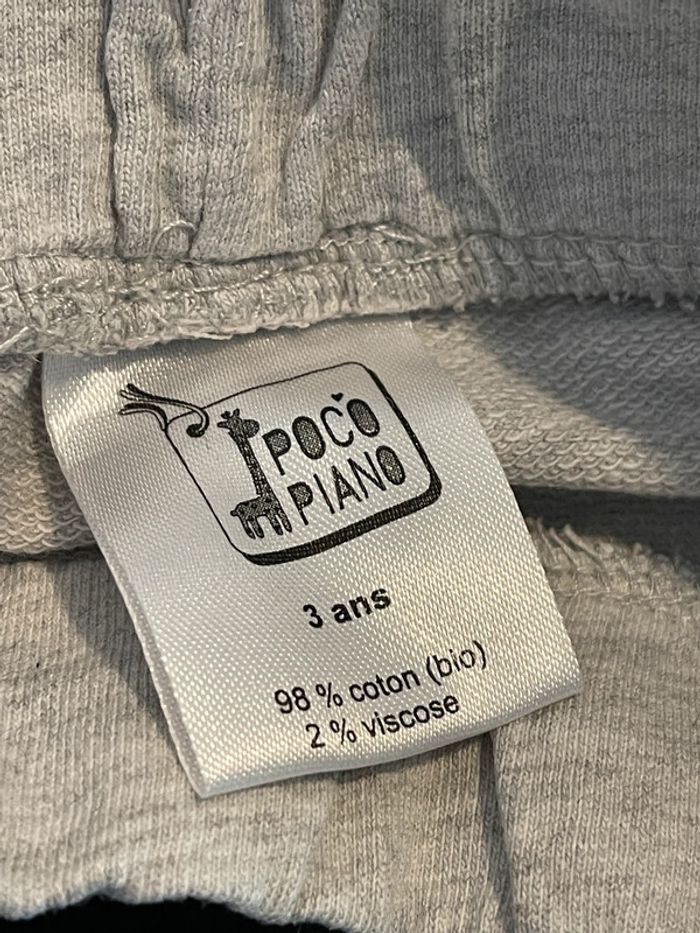 POCO
PIANO
3 ans
98 % coton (bio)
2 % viscose